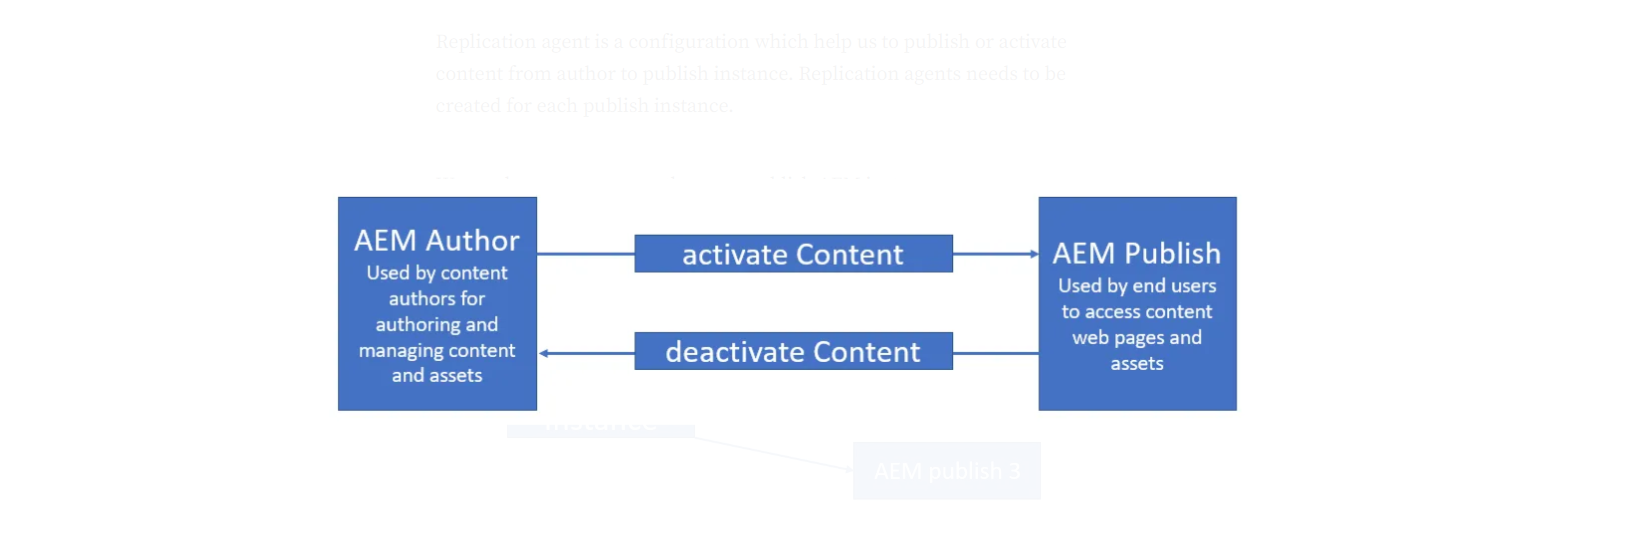 Replication agent is a configuration which help us to publish or activate
content from author to publish instance. Replication agents needs to be
created for each publish instance.
AEM Author
Used by content
authors for
authoring and
managing content
and assets
activate Content
deactivate Content
AEM Publish
Used by end users
to access content
web pages and
assets
instance
AEM publish 3